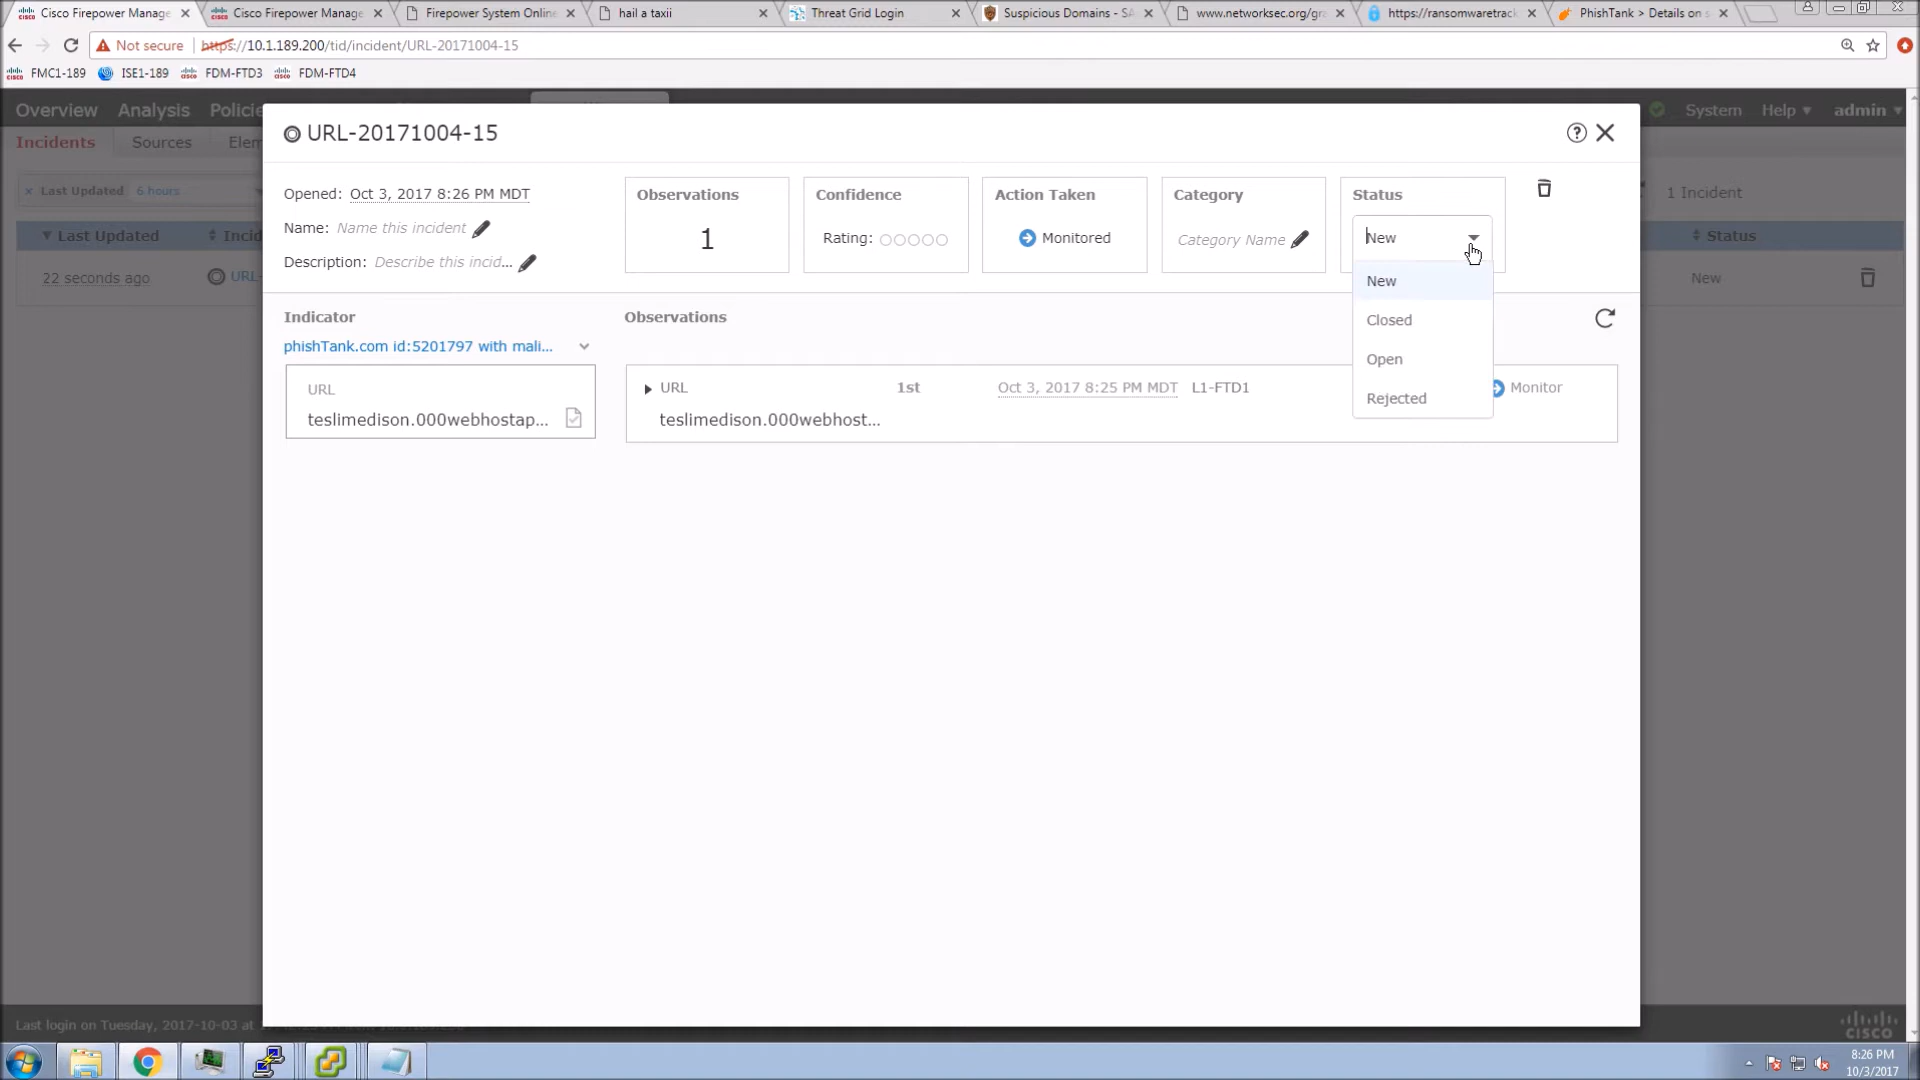 Cisco Firepower Manage
Cisco Firepower Manage
Firepower System Online
hail a taxii
Threat Grid Login
Suspicious Domains - SA
www.networksec.org/gra
https://ransomwaretrack
PhishTank > Details on s
Not secure
https://10.1.189.200/tid/incident/URL-20171004-15
FMC1-189
ISE1-189
FDM-FTD3
FDM-FTD4
Overview
Analysis
Policie
System
Help
admin
Incidents
Sources
Elem
Last Updated
6 hours
1 Incident
Last Updated
Incid
Status
22 seconds ago
URL-
New
URL-20171004-15
Opened: Oct 3, 2017 8:26 PM MDT
Name: Name this incident
Description: Describe this incid...
Observations
1
Confidence
Rating:
Action Taken
Monitored
Category
Category Name
Status
New
New
Closed
Open
Rejected
Indicator
phishTank.com id:5201797 with mali...
URL
teslimedison.000webhostap...
Observations
URL
1st
Oct 3, 2017 8:25 PM MDT
L1-FTD1
Monitor
teslimedison.000webhost...
Last login on Tuesday, 2017-10-03 at
CISCO
8:26 PM
10/3/2017